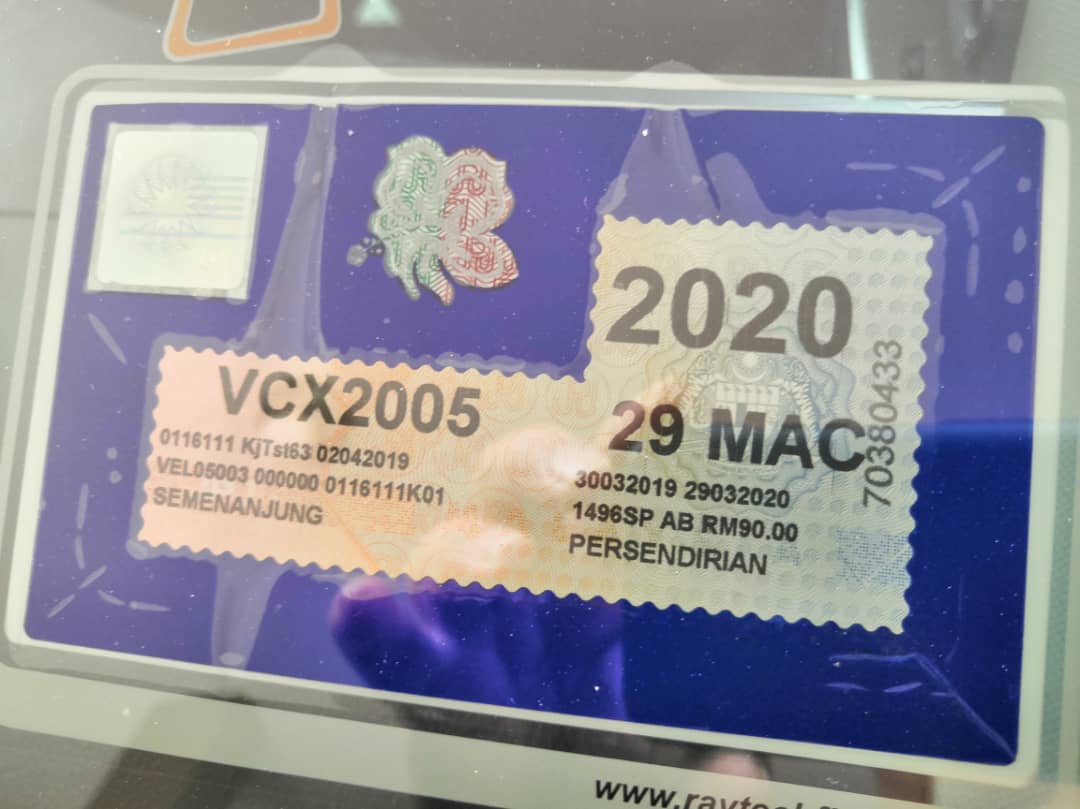 2020
VCX2005
29 MAC
70380433
0116111 KjTst63 02042019
VEL05003 000000 0116111K01
SEMENANJUNG
30032019 29032020
1496SP AB RM90.00
PERSENDIRIAN